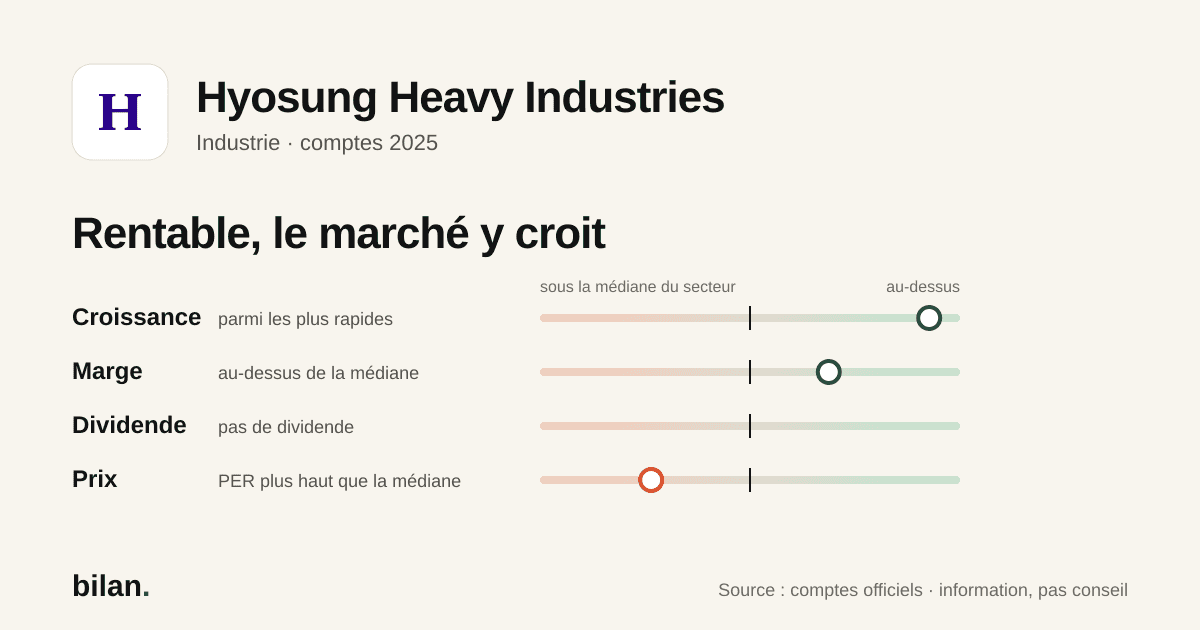 H
Hyosung Heavy Industries
Industrie · comptes 2025
Rentable, le marché y croit
sous la médiane du secteur au-dessus
Croissance parmi les plus rapides
Marge au-dessus de la médiane
Dividende pas de dividende
Prix PER plus haut que la médiane
bilan.
Source : comptes officiels · information, pas conseil